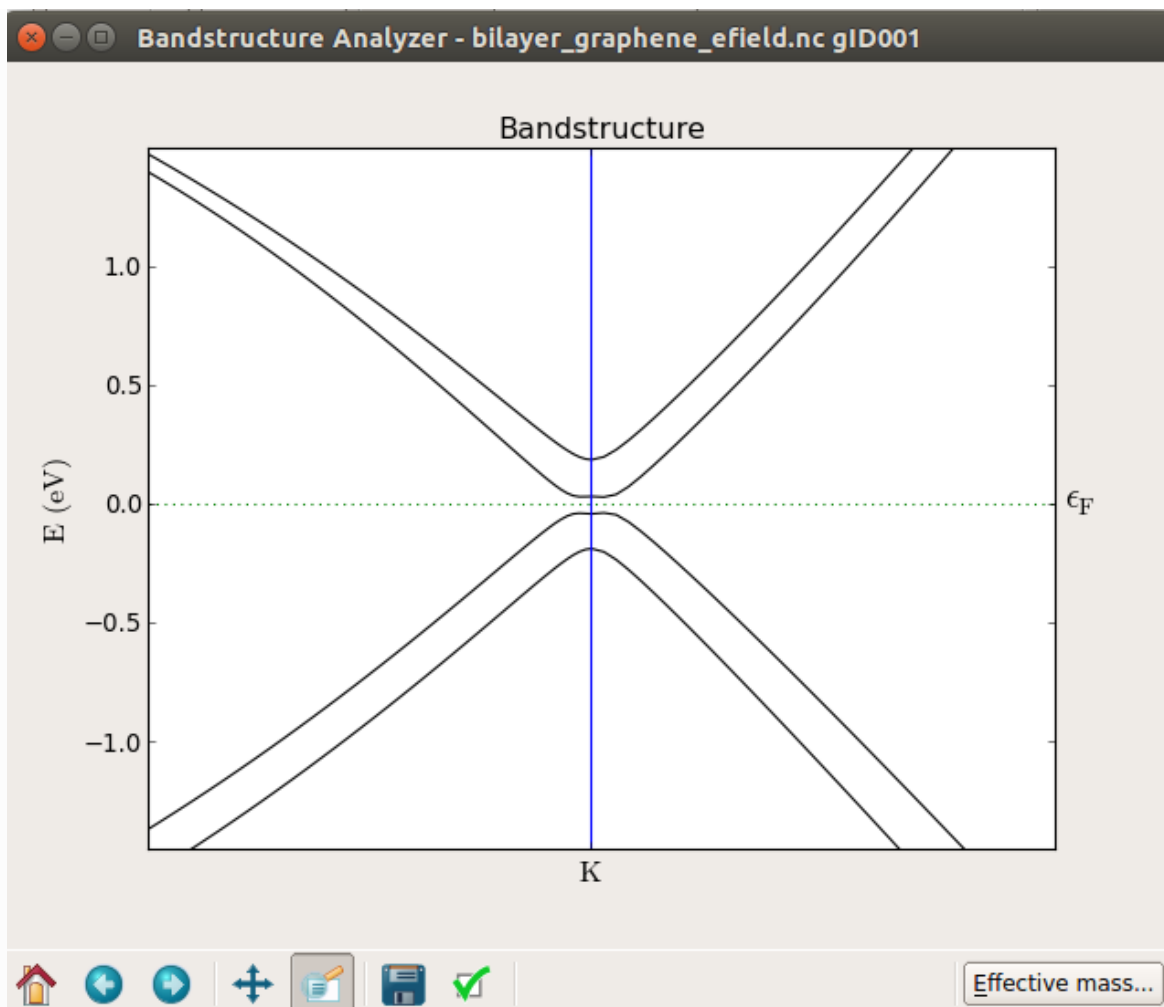 Bandstructure Analyzer - bilayer_graphene_efield.nc gID001
Bandstructure
1.0
0.5
0.0
−0.5
−1.0
E (eV)
ϵF
K
Effective mass...